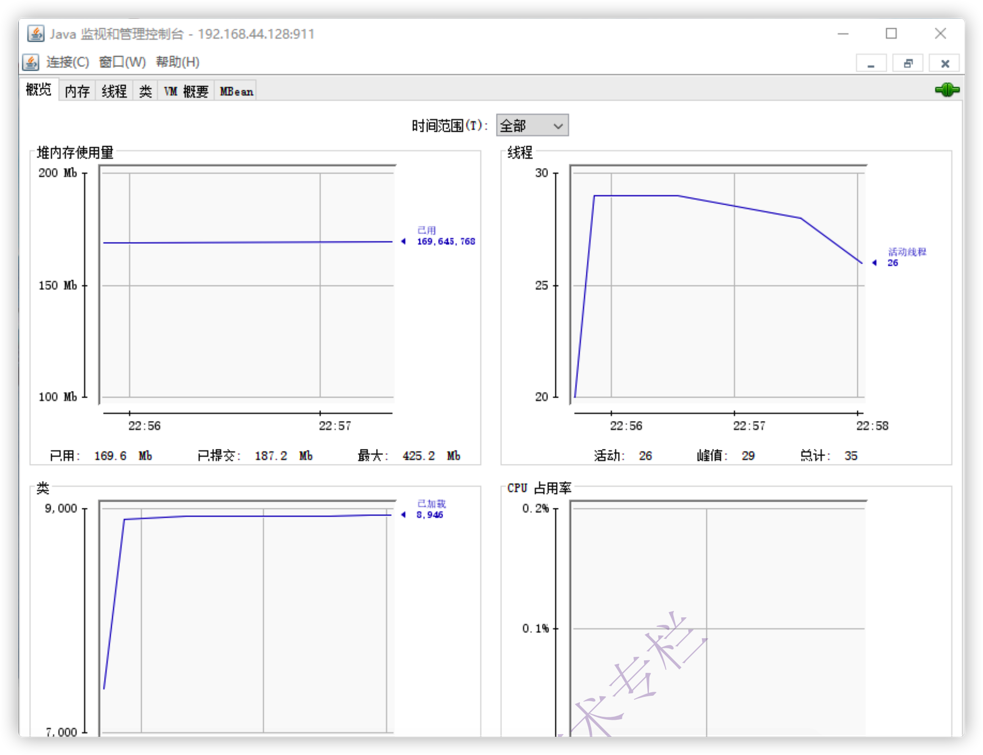 Java 监视和管理控制台 - 192.168.44.128:911
连接(C) 窗口(W) 帮助(H)
概览 内存 线程 类 VM 概要 MBean
时间范围(T): 全部
堆内存使用量
200 Mb
150 Mb
100 Mb
已用
169,645,768
22:56 22:57
已用: 169.6 Mb 已提交: 187.2 Mb 最大: 425.2 Mb
线程
30
25
20
活动线程
26
22:56 22:57 22:58
活动: 26 峰值: 29 总计: 35
类
9,000
7,000
已加载
8,946
CPU 占用率
0.2%
0.1%
术专栏